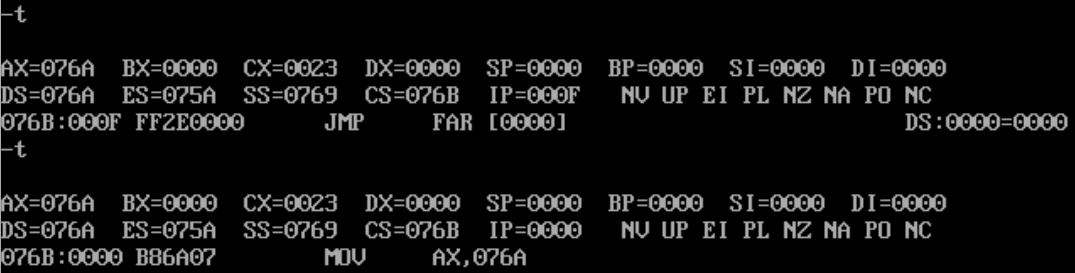 -t
AX=076A BX=0000 CX=0023 DX=0000 SP=0000 BP=0000 SI=0000 DI=0000
DS=076A ES=075A SS=0769 CS=076B IP=000F NV UP EI PL NZ NA PO NC
076B:000F FF2E0000 JMP FAR [0000] DS:0000=0000
-t
AX=076A BX=0000 CX=0023 DX=0000 SP=0000 BP=0000 SI=0000 DI=0000
DS=076A ES=075A SS=0769 CS=076B IP=0000 NV UP EI PL NZ NA PO NC
076B:0000 B86A07 MOV AX,076A